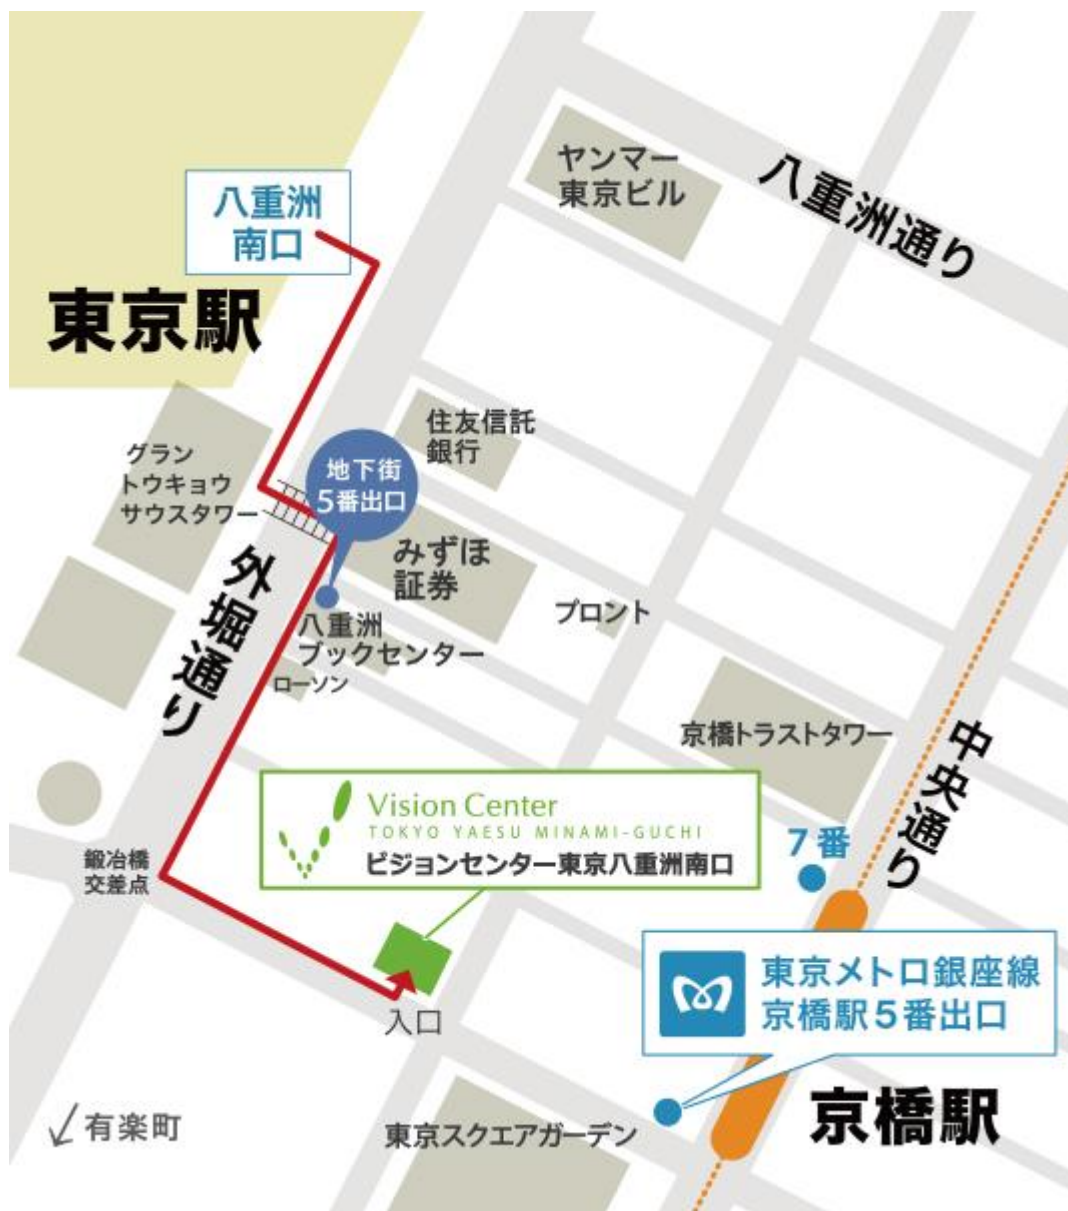 ヤンマー
東京ビル
八重洲通り
八重洲
南口
東京駅
住友信託
銀行
グラン
トウキョウ
サウスタワー
地下街
5番出口
みずほ
証券
外堀通り
プロント
八重洲
ブックセンター
ローソン
京橋トラストタワー
中央通り
Vision Center
TOKYO YAESU MINAMI-GUCHI
ビジョンセンター東京八重洲南口
7番
鍛冶橋
交差点
東京メトロ銀座線
京橋駅5番出口
入口
京橋駅
有楽町
東京スクエアガーデン